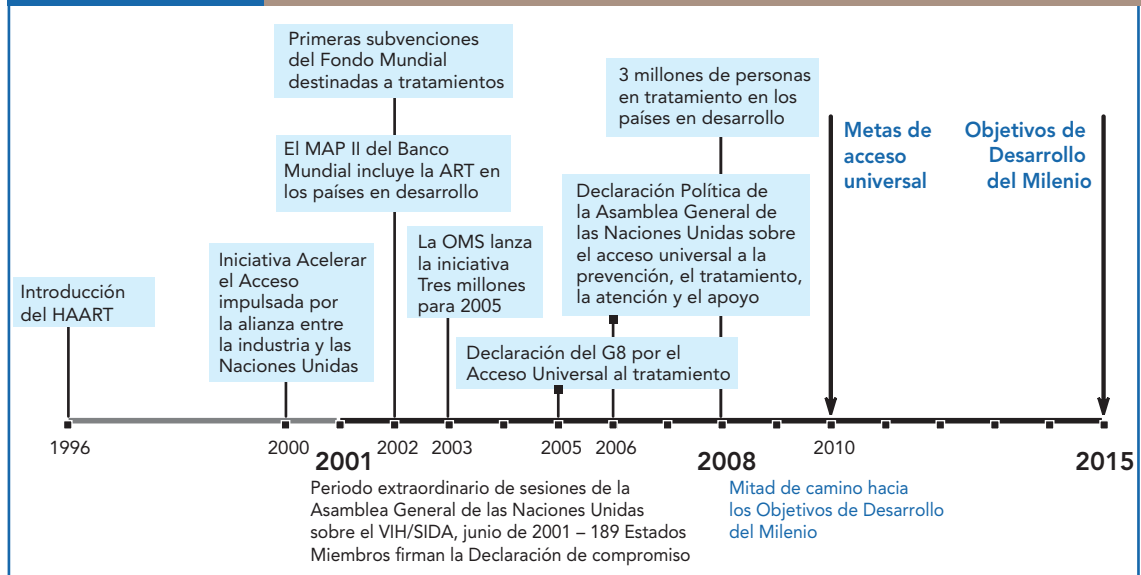 Primeras subvenciones
del Fondo Mundial
destinadas a tratamientos
3 millones de personas
en tratamiento en los
países en desarrollo
Metas de
acceso
universal
Objetivos de
Desarrollo
del Milenio
El MAP II del Banco
Mundial incluye la ART en
los países en desarrollo
Declaración Política de
la Asamblea General de
las Naciones Unidas sobre
el acceso universal a la
prevención, el tratamiento,
la atención y el apoyo
La OMS lanza
la iniciativa
Tres millones
para 2005
Iniciativa Acelerar
el Acceso
impulsada por
la alianza entre
la industria y las
Naciones Unidas
Introducción
del HAART
Declaración del G8 por el
Acceso Universal al tratamiento
1996 2000 2001 2002 2003 2005 2006 2008 2010 2015
Periodo extraordinario de sesiones de la
Asamblea General de las Naciones Unidas
sobre el VIH/SIDA, junio de 2001 – 189 Estados
Miembros firman la Declaración de compromiso
Mitad de camino hacia
los Objetivos de Desarrollo
del Milenio